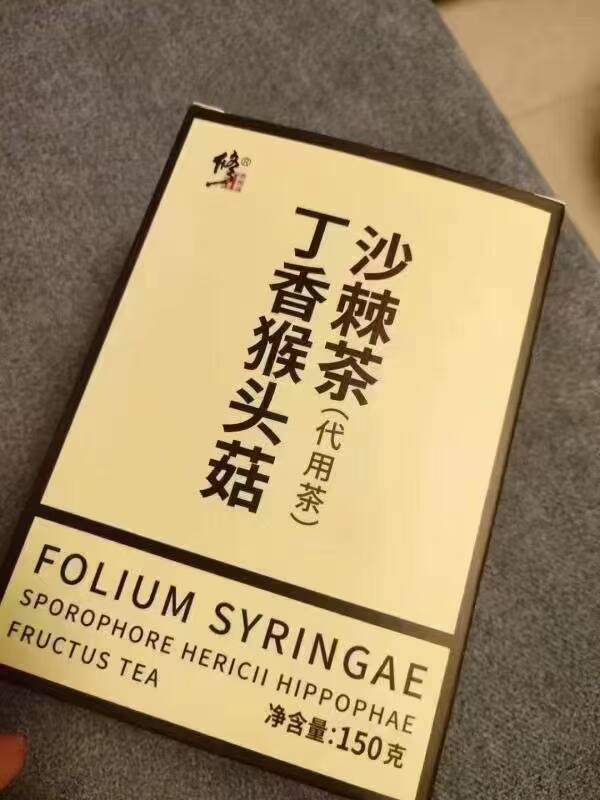 修®
丁香猴头菇
沙棘茶(代用茶)
FOLIUM SYRINGAE
SPOROPHORE HERICII HIPPOPHAE
FRUCTUS TEA
净含量:150克